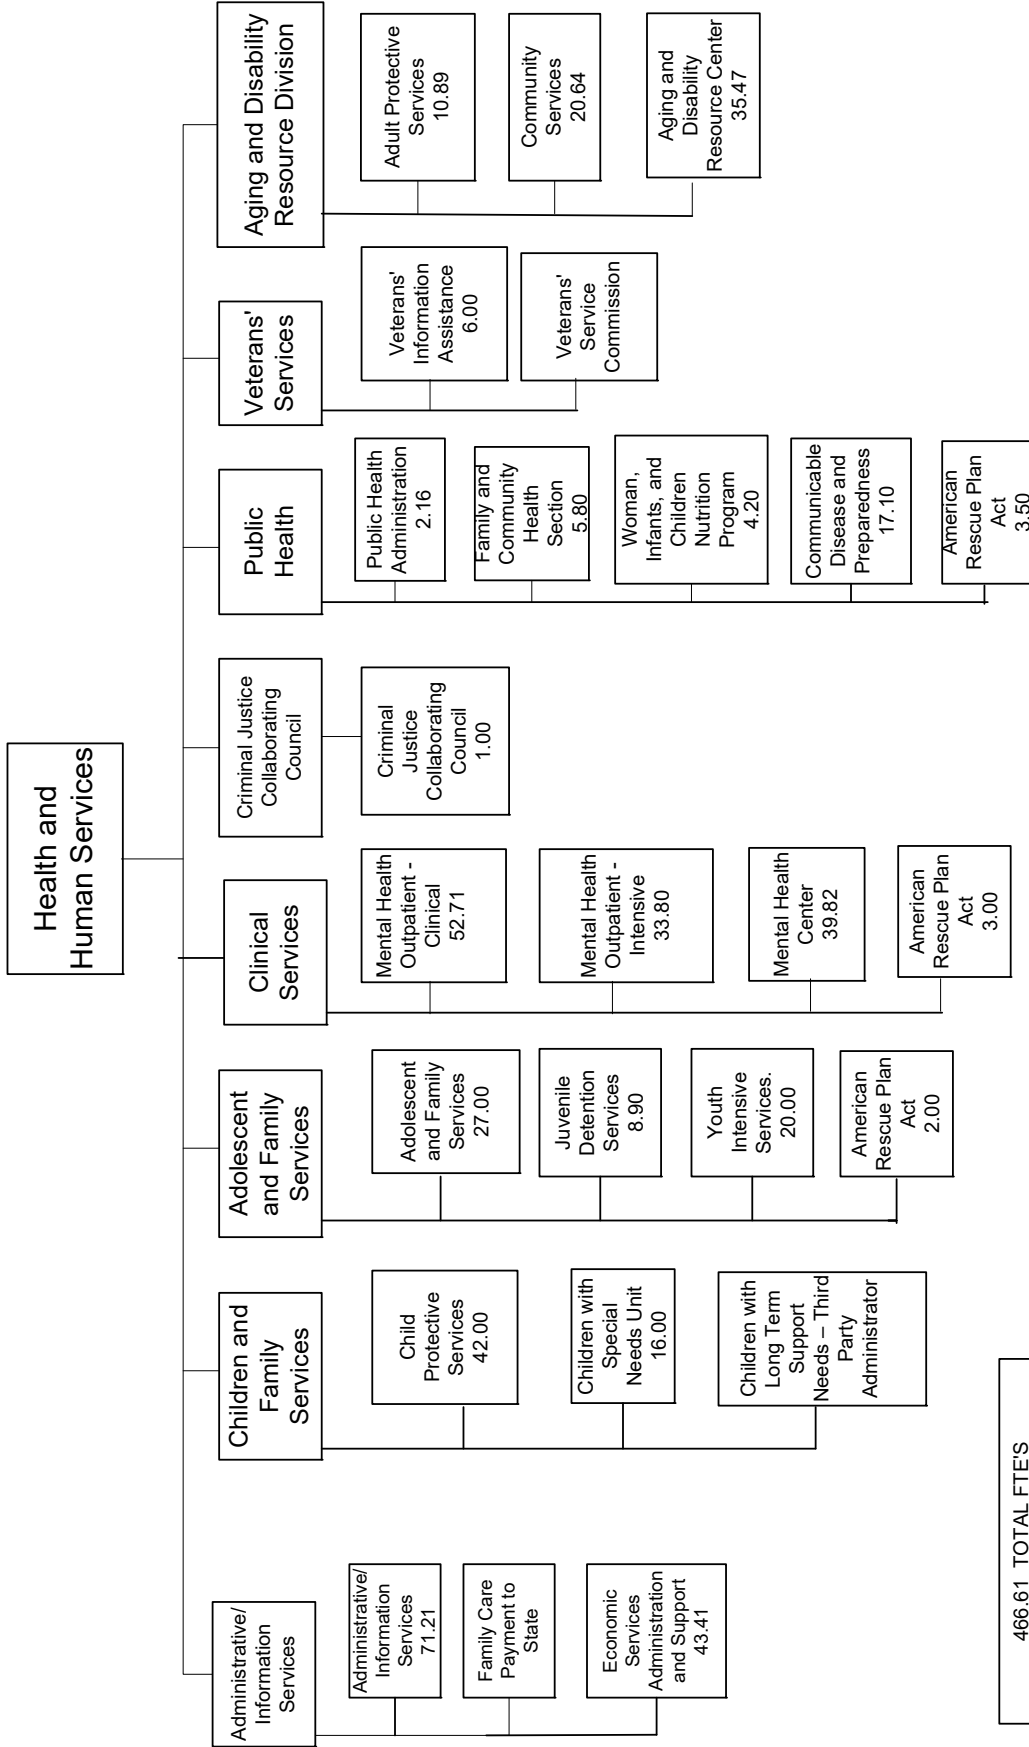 Health and
Human Services
Administrative/
Information
Services
Administrative/
Information
Services
71.21
Family Care
Payment to
State
Economic
Services
Administration
and Support
43.41
Children and
Family
Services
Child
Protective
Services
42.00
Children with
Special
Needs Unit
16.00
Children with
Long Term
Support
Needs – Third
Party
Administrator
Adolescent
and Family
Services
Adolescent
and Family
Services
27.00
Juvenile
Detention
Services
8.90
Youth
Intensive
Services.
20.00
American
Rescue Plan
Act
2.00
Clinical
Services
Mental Health
Outpatient -
Clinical
52.71
Mental Health
Outpatient -
Intensive
33.80
Mental Health
Center
39.82
American
Rescue Plan
Act
3.00
Criminal Justice
Collaborating
Council
Criminal
Justice
Collaborating
Council
1.00
Public
Health
Public Health
Administration
2.16
Family and
Community
Health
Section
5.80
Woman,
Infants, and
Children
Nutrition
Program
4.20
Communicable
Disease and
Preparedness
17.10
American
Rescue Plan
Act
3.50
Veterans'
Services
Veterans'
Information
Assistance
6.00
Veterans'
Service
Commission
Aging and Disability
Resource Division
Adult Protective
Services
10.89
Community
Services
20.64
Aging and
Disability
Resource Center
35.47
466.61 TOTAL FTE'S